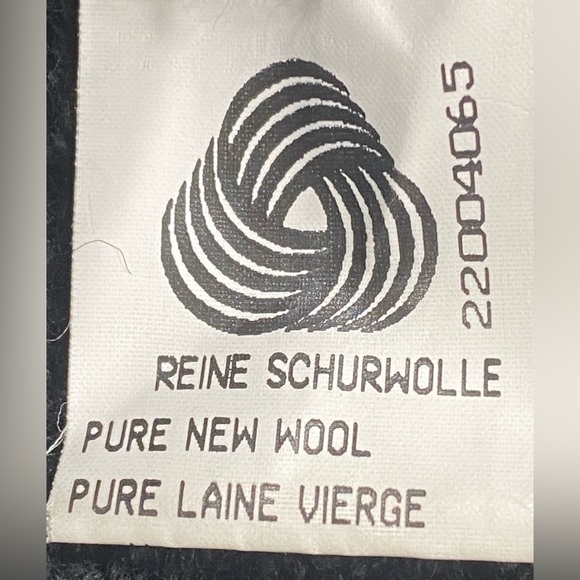 22004065
REINE SCHURWOLLE
PURE NEW WOOL
PURE LAINE VIERGE